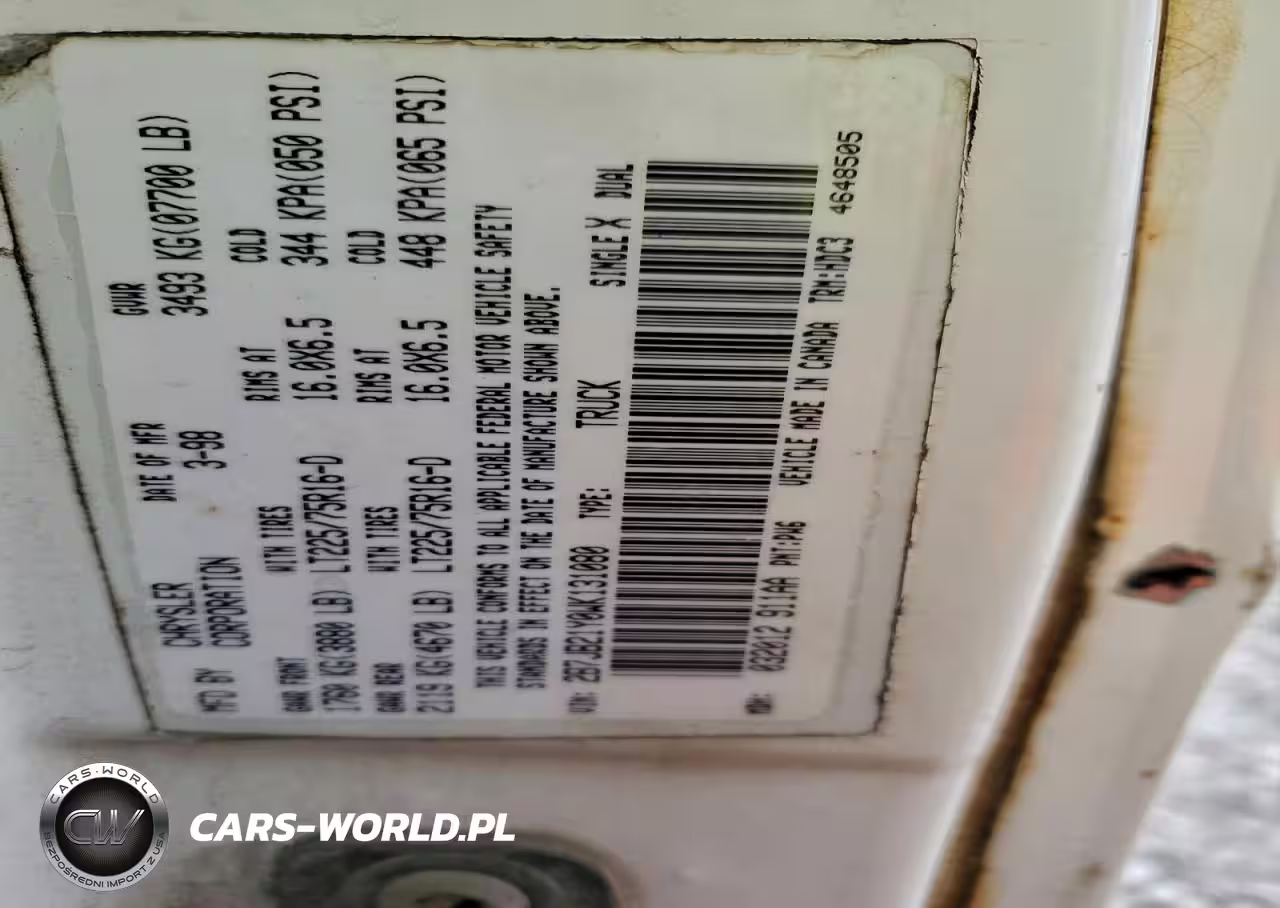 MFD BY CHRYSLER CORPORATION DATE OF MFR 3-98 GVWR 3493 KG(07700 LB)
GAWR FRONT WITH TIRES RIMS AT COLD
1760 KG(3880 LB) LT225/75R16-D 16.0X6.5 344 KPA(050 PSI)
GAWR REAR WITH TIRES RIMS AT COLD
2119 KG(4670 LB) LT225/75R16-D 16.0X6.5 448 KPA(065 PSI)
THIS VEHICLE CONFORMS TO ALL APPLICABLE FEDERAL MOTOR VEHICLE SAFETY
STANDARDS IN EFFECT ON THE DATE OF MANUFACTURE SHOWN ABOVE.
VIN: 2B7JB21Y0WK131080 TYPE: TRUCK SINGLE X DUAL
MDH: 032012 911AA PNT:PW6 VEHICLE MADE IN CANADA TRM:HDC3 4648505
CARS-WORLD
CW
BEZPOŚREDNI IMPORT Z USA
CARS-WORLD.PL